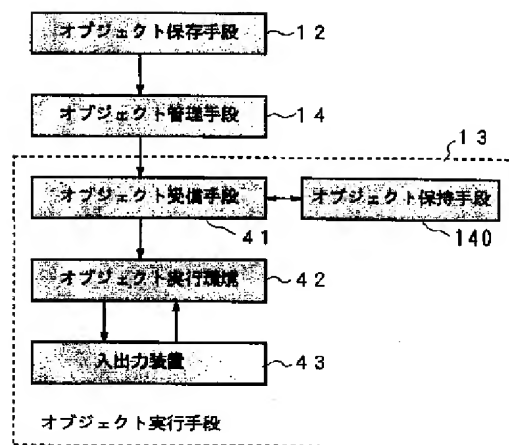 オブジェクト保存手段
12
オブジェクト管理手段
14
13
オブジェクト受信手段
41
オブジェクト保持手段
140
オブジェクト実行環境
42
入出力装置
43
オブジェクト実行手段